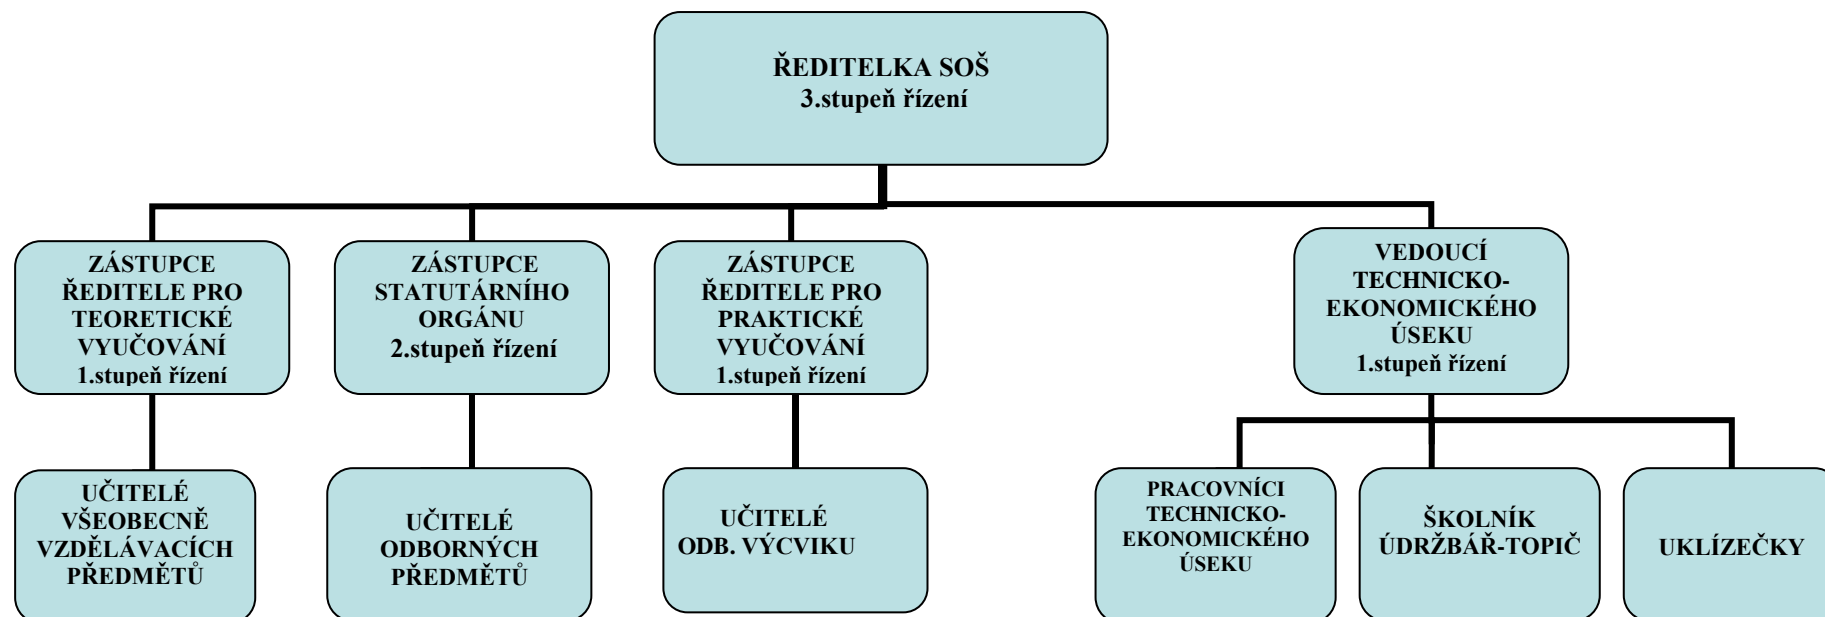 ŘEDITELKA SOŠ
3.stupeň řízení
ZÁSTUPCE
ŘEDITELE PRO
TEORETICKÉ
VYUČOVÁNÍ
1.stupeň řízení
ZÁSTUPCE
STATUTÁRNÍHO
ORGÁNU
2.stupeň řízení
ZÁSTUPCE
ŘEDITELE PRO
PRAKTICKÉ
VYUČOVÁNÍ
1.stupeň řízení
VEDOUCÍ
TECHNICKO-
EKONOMICKÉHO
ÚSEKU
1.stupeň řízení
UČITELÉ
VŠEOBECNĚ
VZDĚLÁVACÍCH
PŘEDMĚTŮ
UČITELÉ
ODBORNÝCH
PŘEDMĚTŮ
UČITELÉ
ODB. VÝCVIKU
PRACOVNÍCI
TECHNICKO-
EKONOMICKÉHO
ÚSEKU
ŠKOLNÍK
ÚDRŽBÁŘ-TOPIČ
UKLÍZEČKY